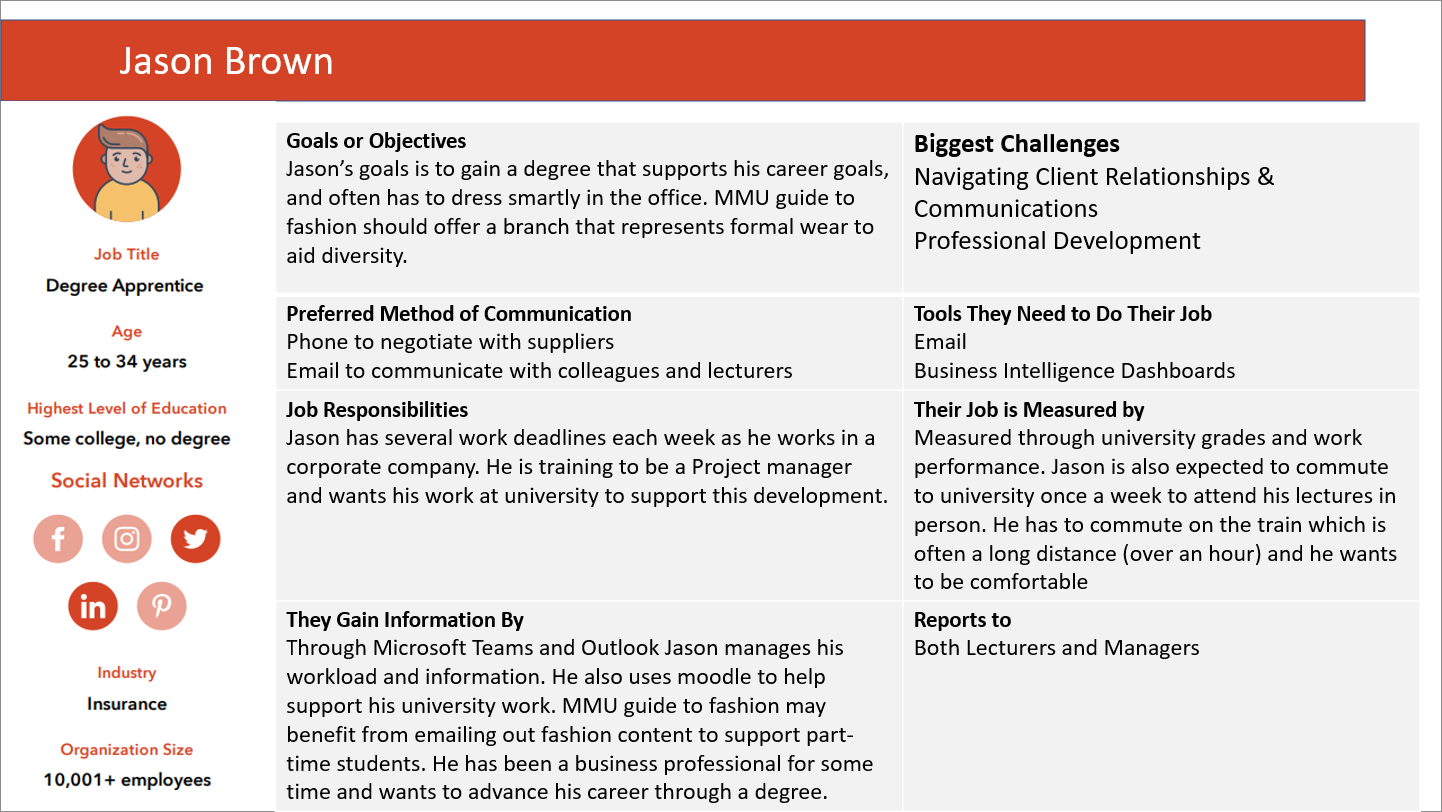 Jason Brown
Job Title
Degree Apprentice
Age
25 to 34 years
Highest Level of Education
Some college, no degree
Social Networks
Industry
Insurance
Organization Size
10,001+ employees
Goals or Objectives
Jason’s goals is to gain a degree that supports his career goals,
and often has to dress smartly in the office. MMU guide to
fashion should offer a branch that represents formal wear to
aid diversity.
Biggest Challenges
Navigating Client Relationships &
Communications
Professional Development
Preferred Method of Communication
Phone to negotiate with suppliers
Email to communicate with colleagues and lecturers
Tools They Need to Do Their Job
Email
Business Intelligence Dashboards
Job Responsibilities
Jason has several work deadlines each week as he works in a
corporate company. He is training to be a Project manager
and wants his work at university to support this development.
Their Job is Measured by
Measured through university grades and work
performance. Jason is also expected to commute
to university once a week to attend his lectures in
person. He has to commute on the train which is
often a long distance (over an hour) and he wants
to be comfortable
They Gain Information By
Through Microsoft Teams and Outlook Jason manages his
workload and information. He also uses moodle to help
support his university work. MMU guide to fashion may
benefit from emailing out fashion content to support part-
time students. He has been a business professional for some
time and wants to advance his career through a degree.
Reports to
Both Lecturers and Managers